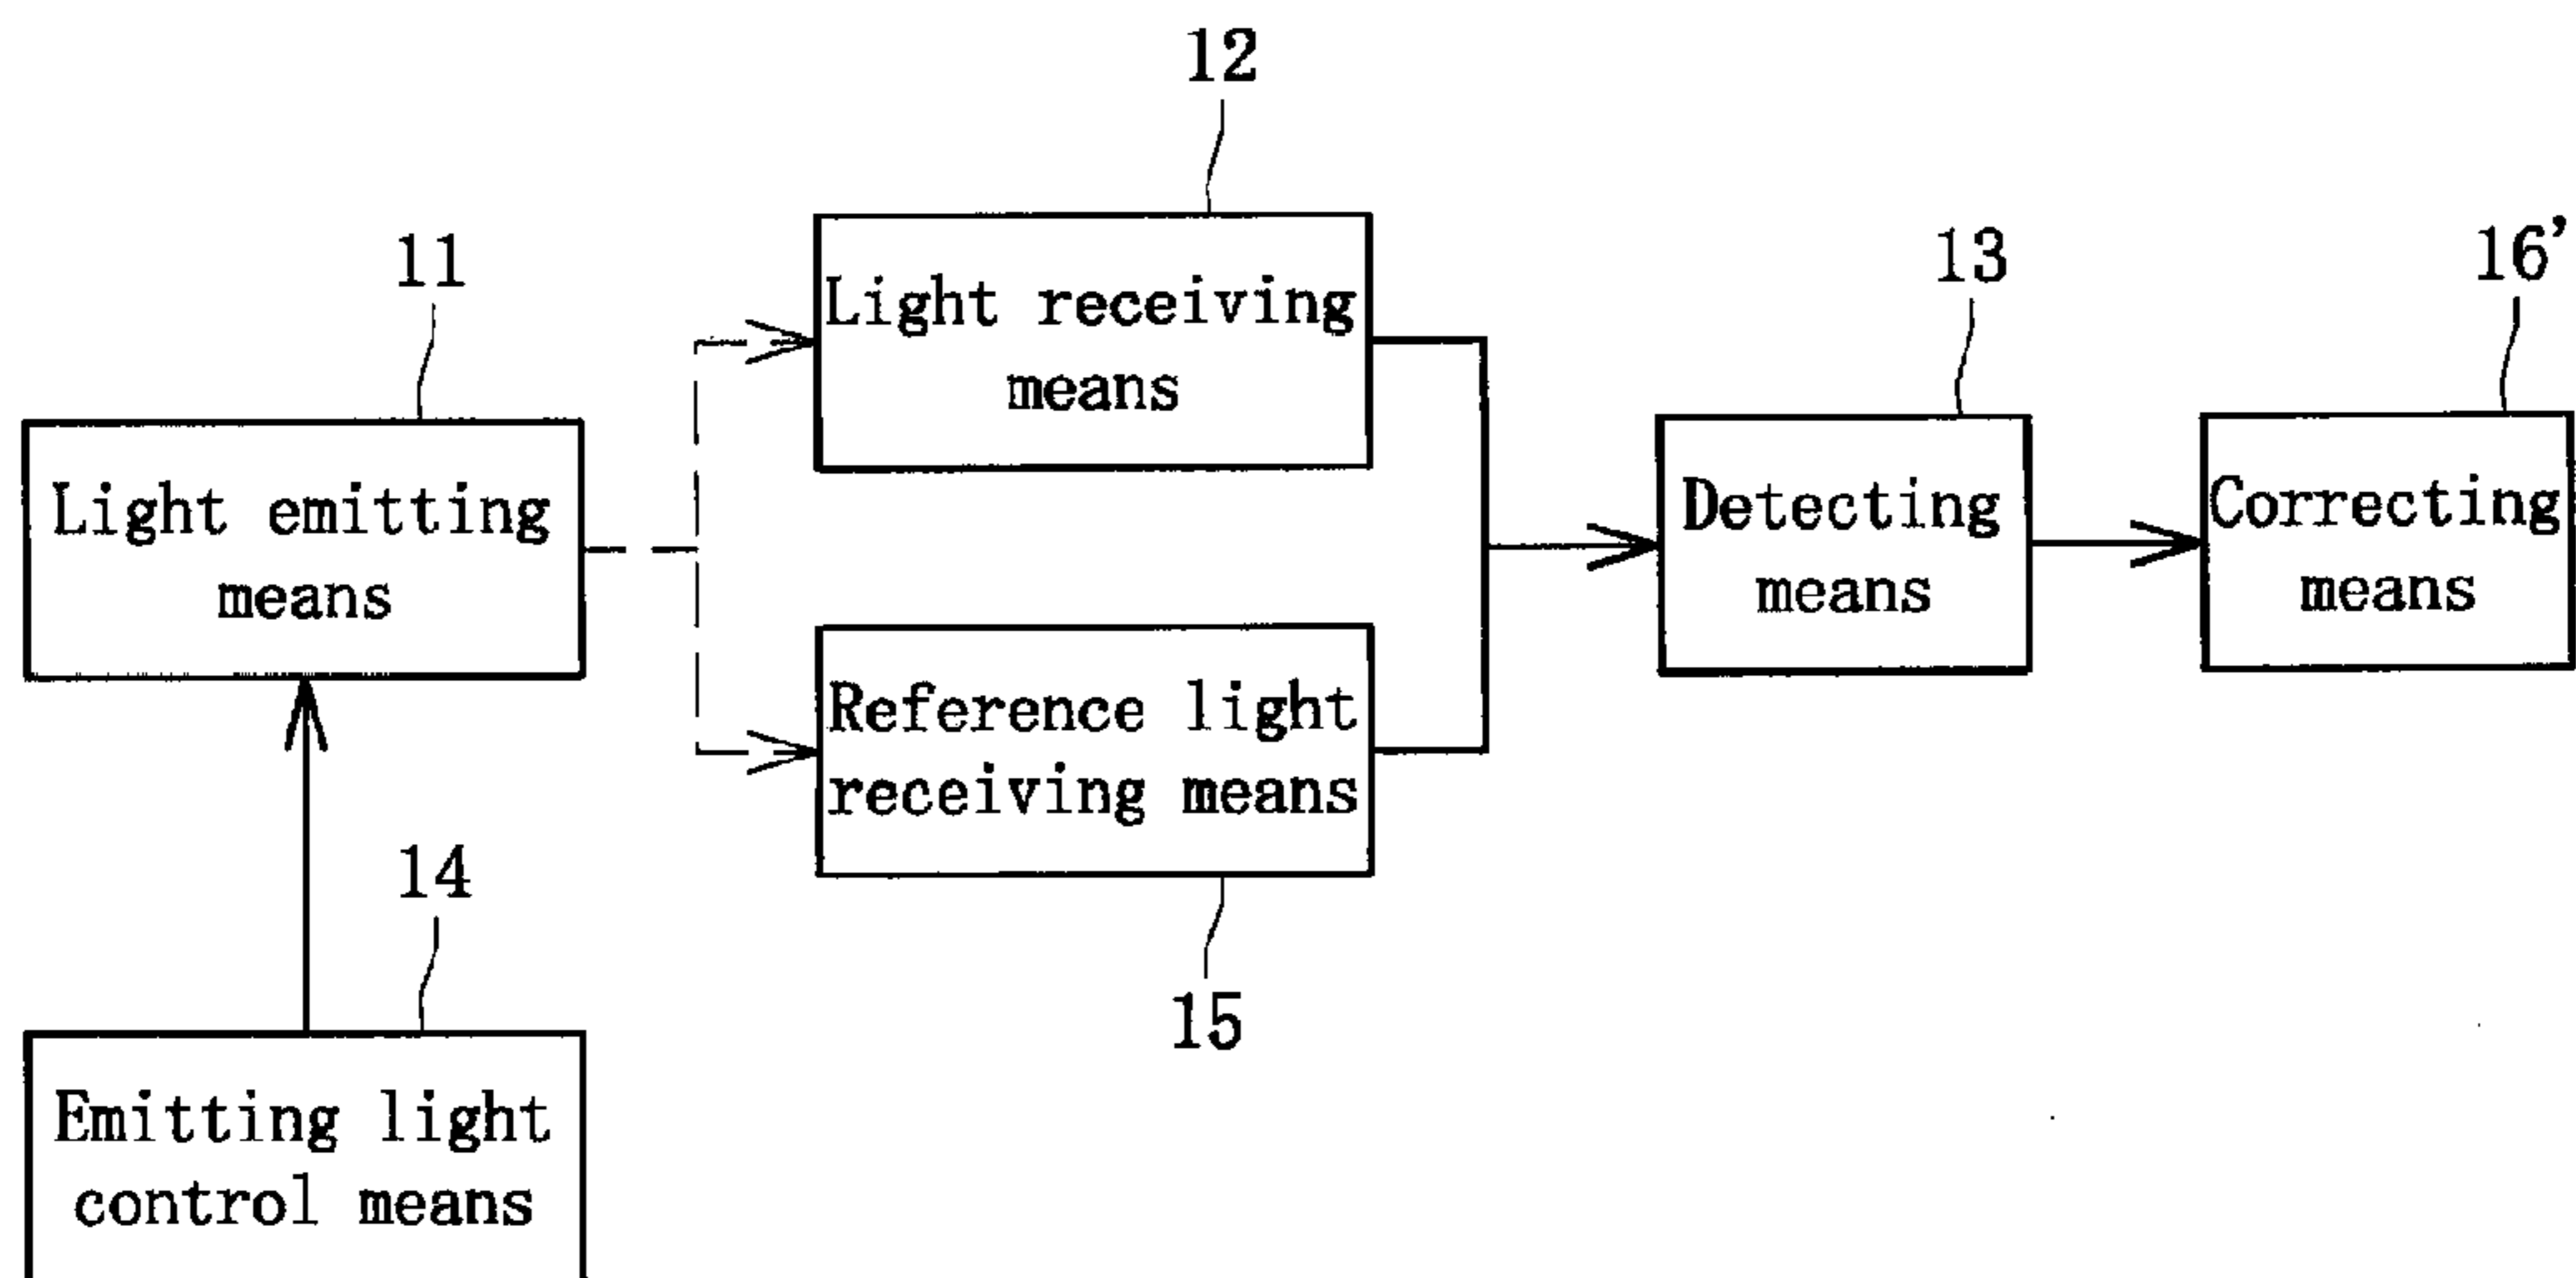 12
11
13
16’
Light receiving
means
Light emitting
means
Detecting
means
Correcting
means
Reference light
receiving means
14
15
Emitting light
control means